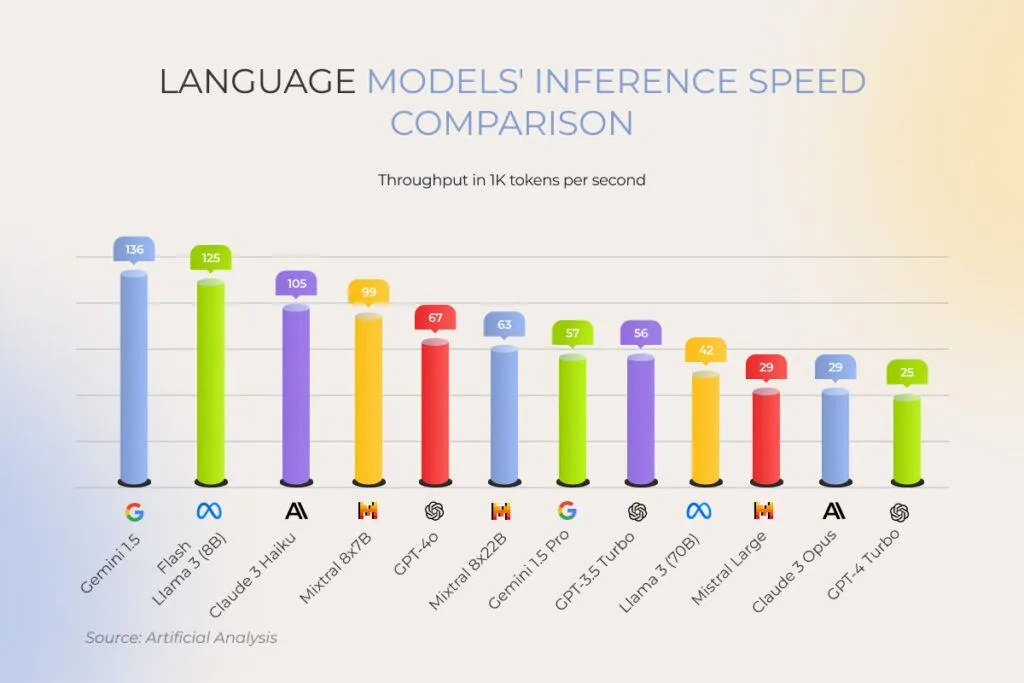 LANGUAGE MODELS' INFERENCE SPEED
COMPARISON
Throughput in 1K tokens per second
136
125
105
99
67
63
57
56
42
29
29
25
Gemini 1.5
Flash
Llama 3 (8B)
Claude 3 Haiku
Mixtral 8x7B
GPT-4o
Mixtral 8x22B
Gemini 1.5 Pro
GPT-3.5 Turbo
Llama 3 (70B)
Mistral Large
Claude 3 Opus
GPT-4 Turbo
Source: Artificial Analysis